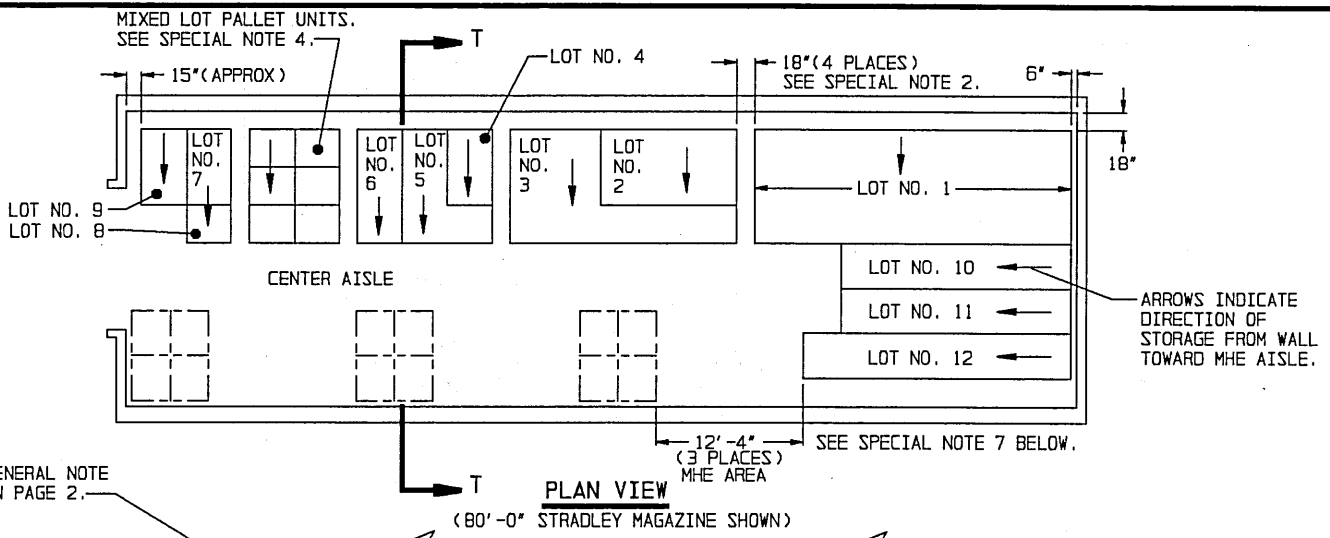 MIXED LOT PALLET UNITS.
SEE SPECIAL NOTE 4.
T
LOT NO. 4
15"(APPROX)
18"(4 PLACES)
SEE SPECIAL NOTE 2.
6"
18"
LOT
NO.
7
LOT
NO.
6
LOT
NO.
5
LOT
NO.
3
LOT
NO.
2
LOT NO. 1
LOT NO. 9
LOT NO. 8
CENTER AISLE
LOT NO. 10
LOT NO. 11
LOT NO. 12
ARROWS INDICATE
DIRECTION OF
STORAGE FROM WALL
TOWARD MHE AISLE.
12'-4"
(3 PLACES)
MHE AREA
SEE SPECIAL NOTE 7 BELOW.
ENERAL NOTE
N PAGE 2.
T
PLAN VIEW
(80'-0" STRADLEY MAGAZINE SHOWN)